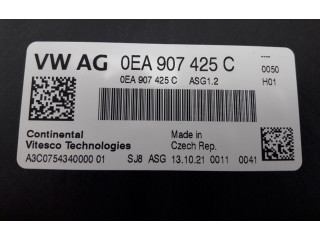 VW AG 0EA 907 425 C ----
0EA 907 425 C ASG1.2 0050
H01
Continental
Vitesco Technologies
Made in
Czech Rep.
A3C0754340000 01 SJ8 ASG 13.10.21 0011 0041